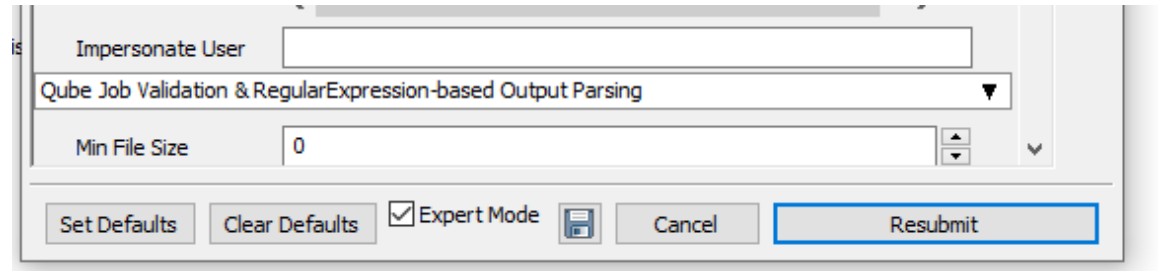 is
Impersonate User
Qube Job Validation & RegularExpression-based Output Parsing
Min File Size 0
Set Defaults Clear Defaults Expert Mode Cancel Resubmit